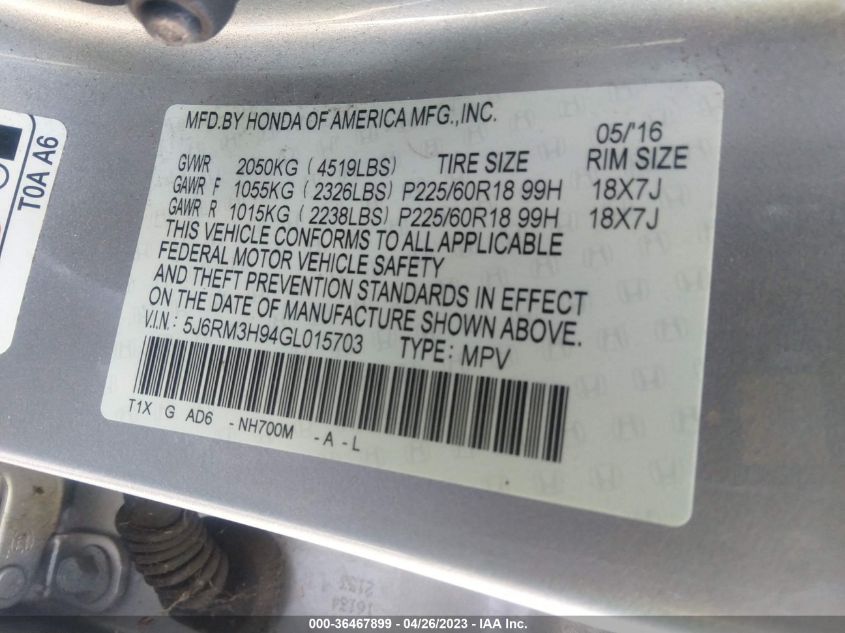 MFD.BY HONDA OF AMERICA MFG.,INC.
05/'16
GVWR 2050KG (4519LBS) TIRE SIZE RIM SIZE
GAWR F 1055KG (2326LBS) P225/60R18 99H 18X7J
GAWR R 1015KG (2238LBS) P225/60R18 99H 18X7J
THIS VEHICLE CONFORMS TO ALL APPLICABLE
FEDERAL MOTOR VEHICLE SAFETY
AND THEFT PREVENTION STANDARDS IN EFFECT
ON THE DATE OF MANUFACTURE SHOWN ABOVE.
V.I.N.: 5J6RM3H94GL015703 TYPE: MPV
T1X G AD6 -NH700M -A-L
T0A A6
16134
000-36467899 / 04/26/2023 / IAAI.com